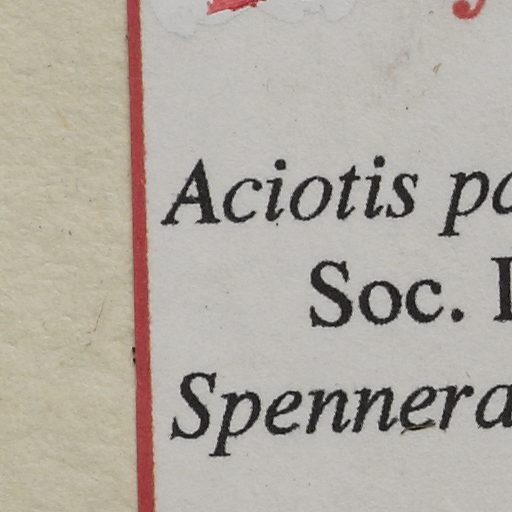 Aciotis
Soc.
Spennera